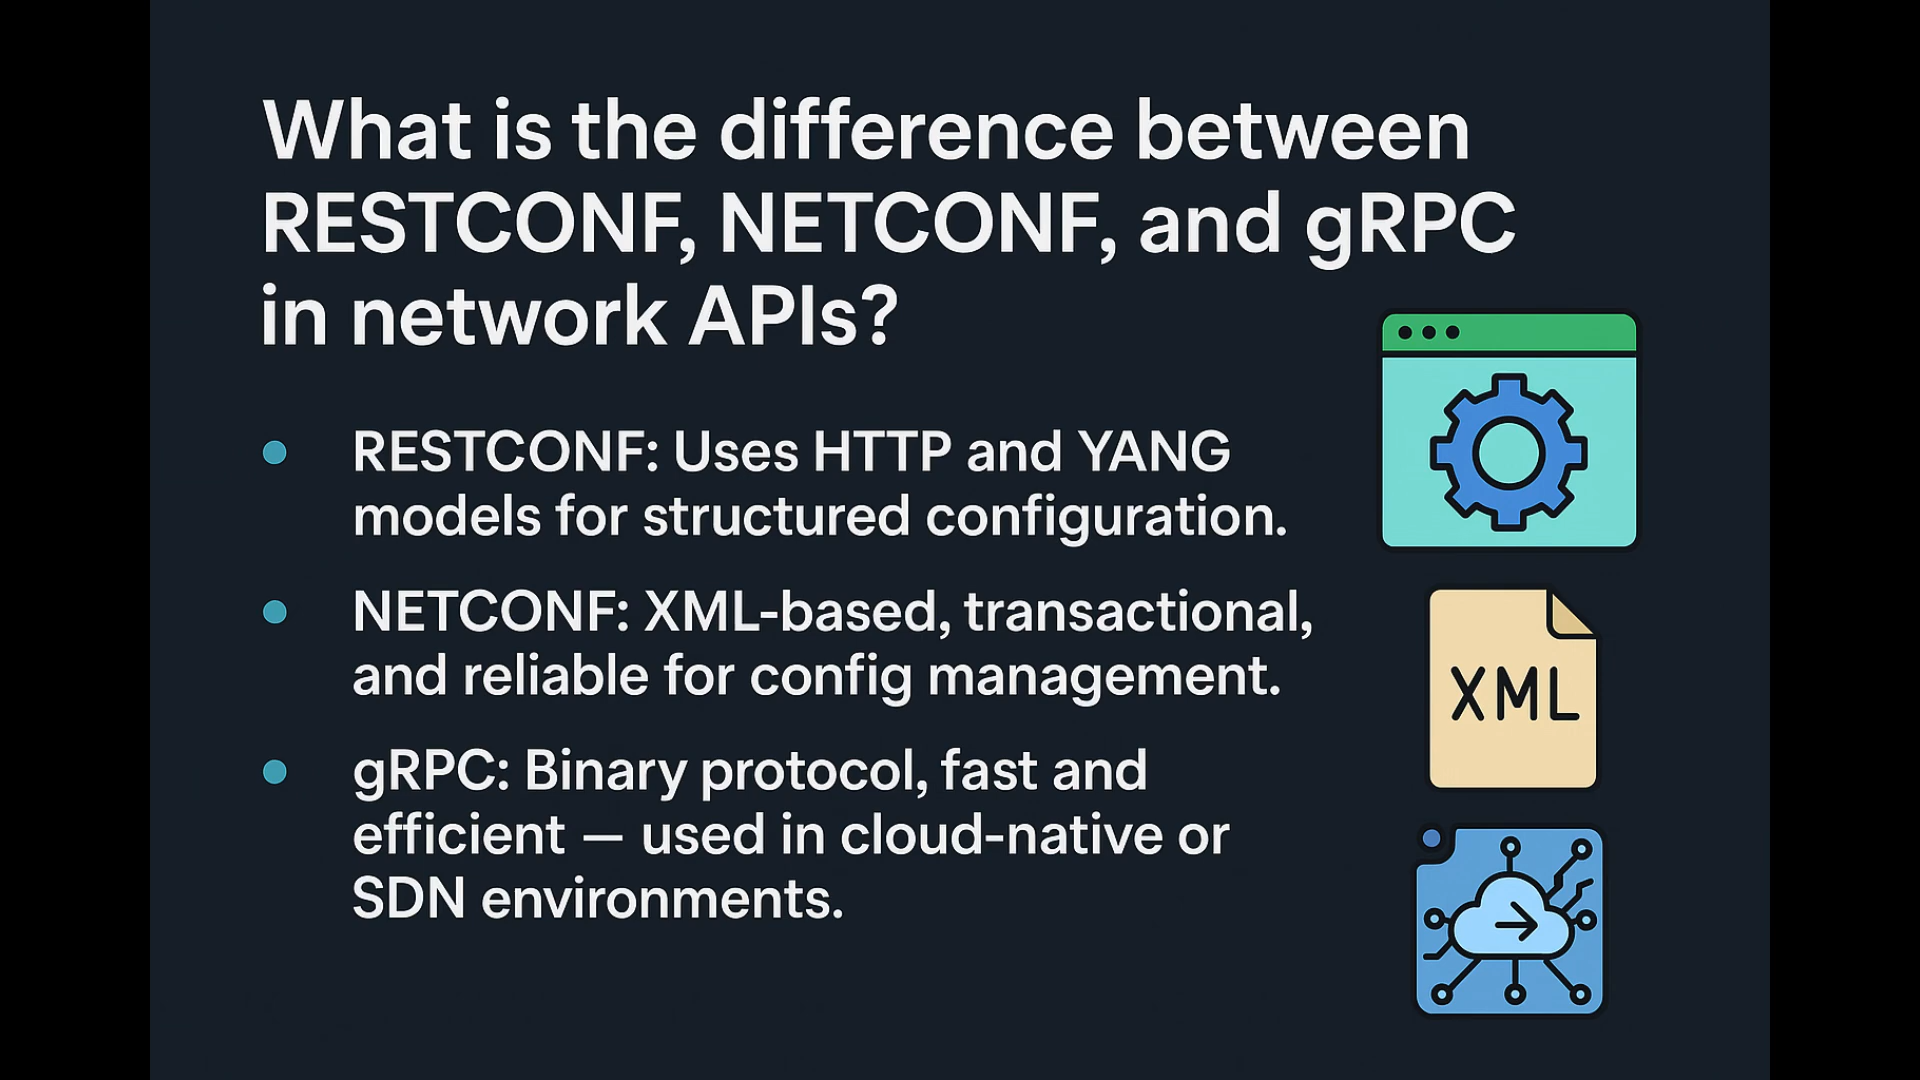 What is the difference between
RESTCONF, NETCONF, and gRPC
in network APIs?
• RESTCONF: Uses HTTP and YANG
models for structured configuration.
• NETCONF: XML-based, transactional,
and reliable for config management.
• gRPC: Binary protocol, fast and
efficient — used in cloud-native or
SDN environments.
XML